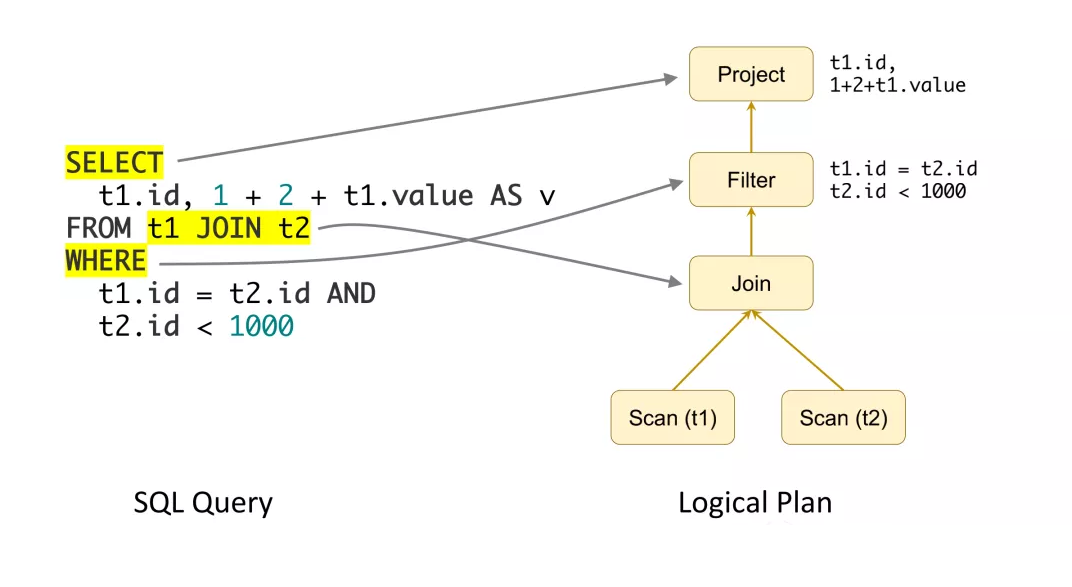 SELECT
t1.id, 1 + 2 + t1.value AS v
FROM t1 JOIN t2
WHERE
t1.id = t2.id AND
t2.id < 1000
SQL Query
Project
t1.id,
1+2+t1.value
Filter
t1.id = t2.id
t2.id < 1000
Join
Scan (t1)
Scan (t2)
Logical Plan